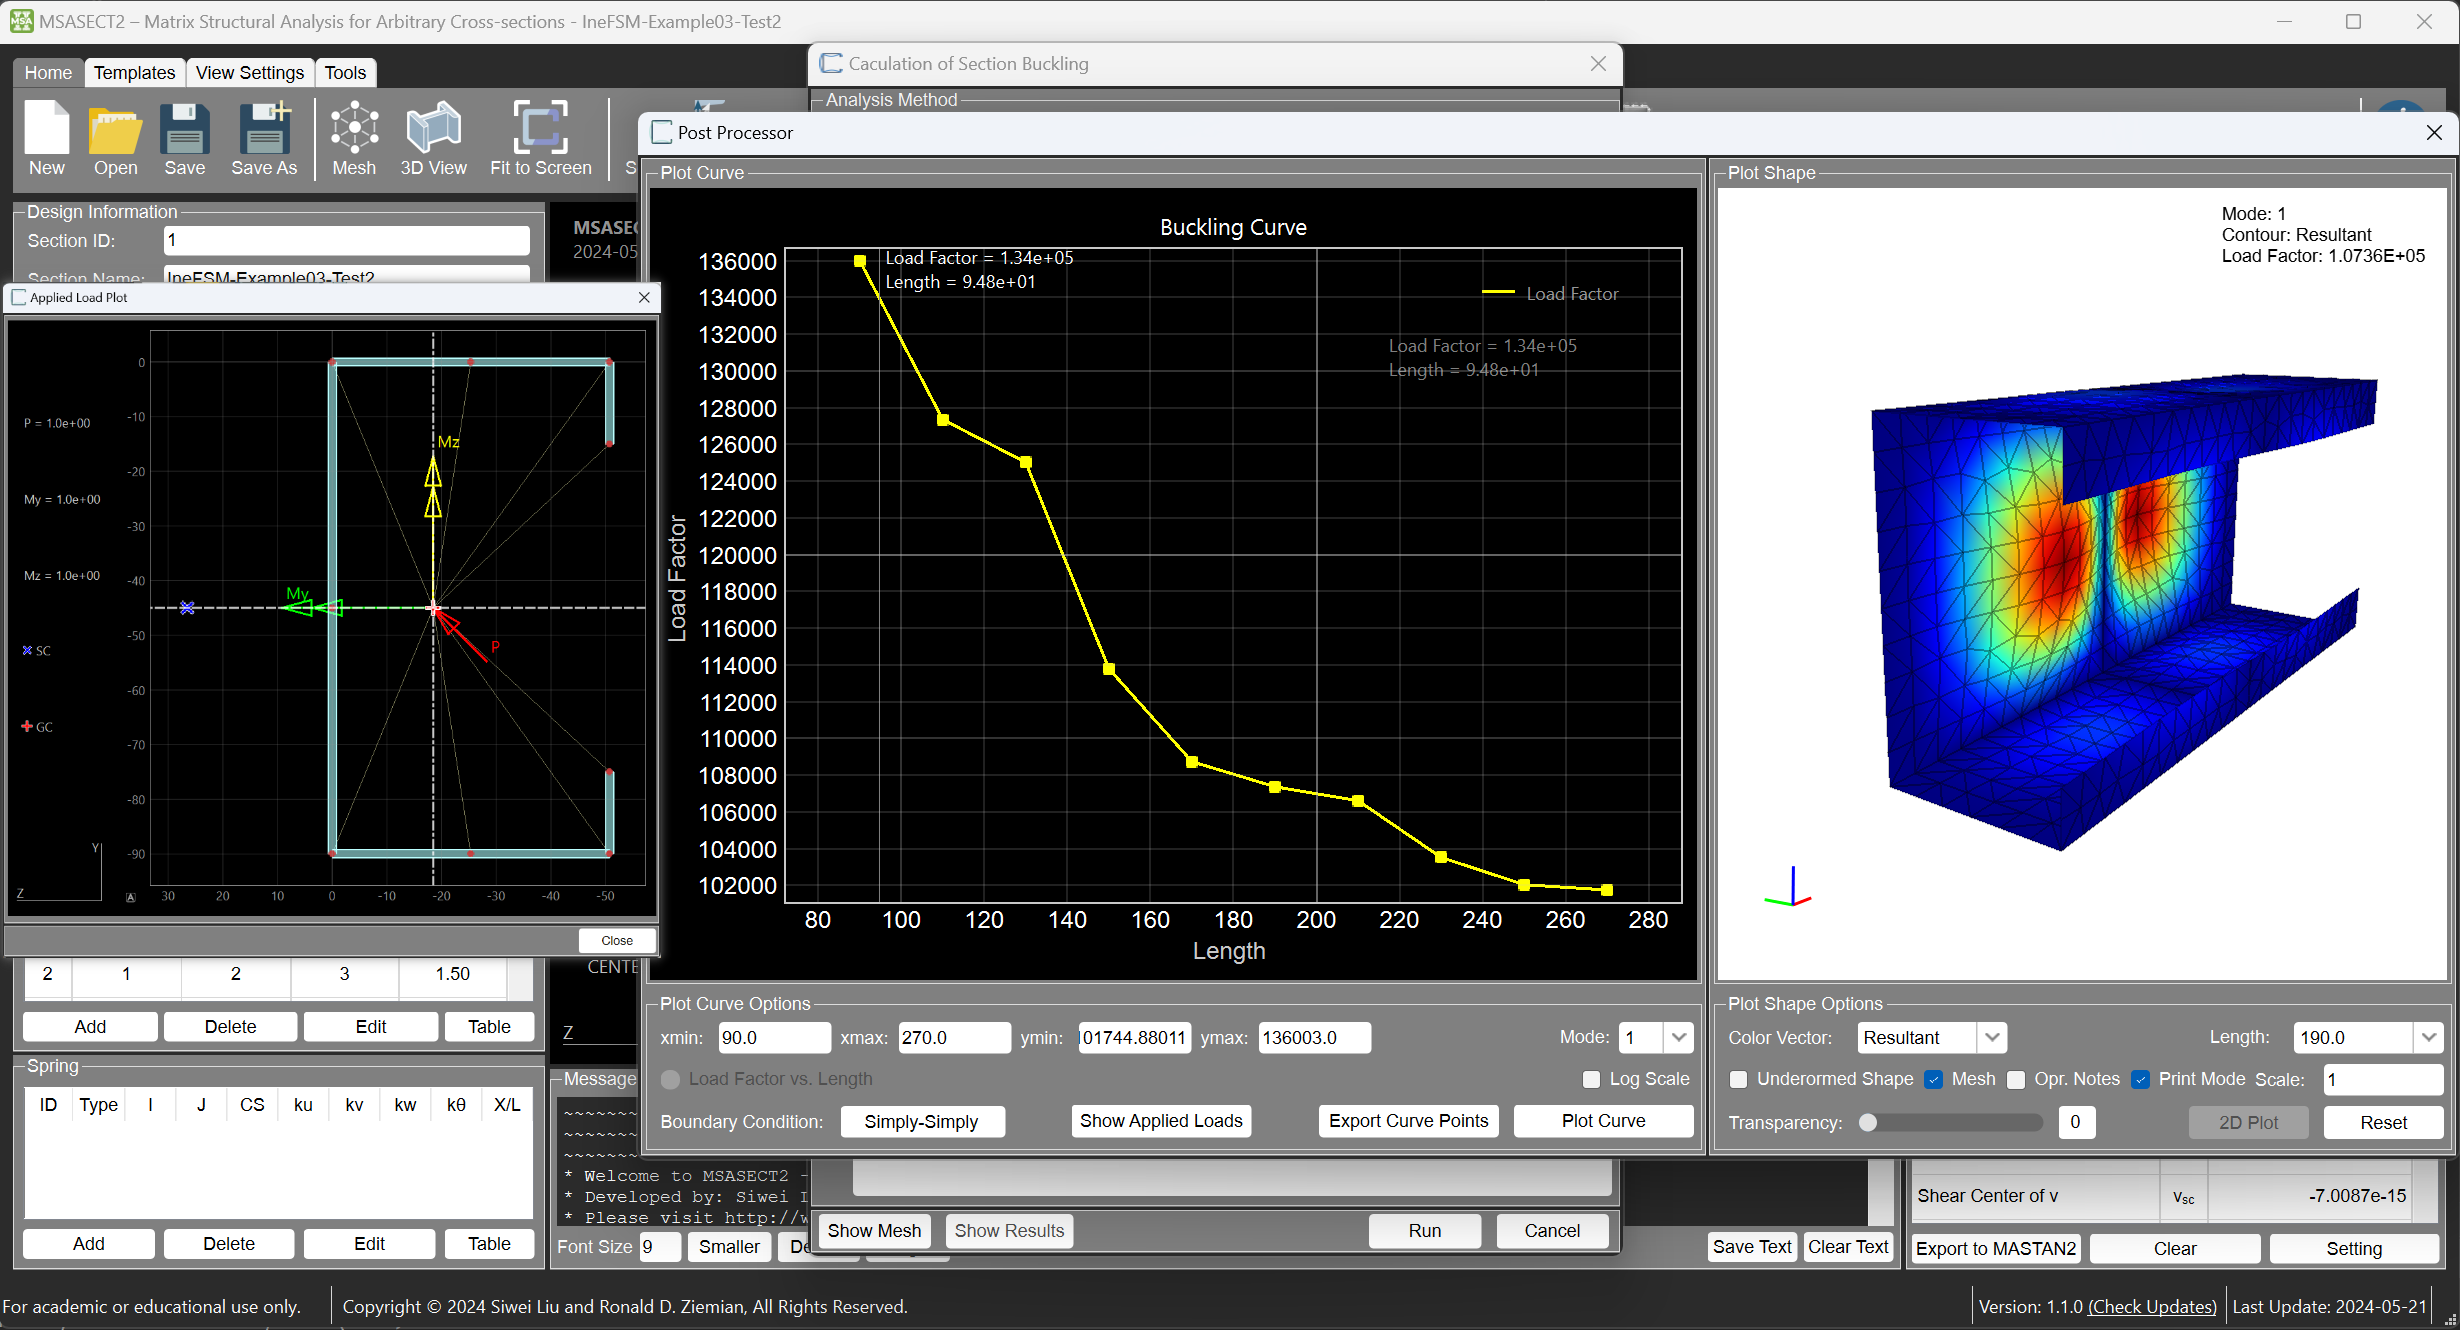 MSASECT2 – Matrix Structural Analysis for Arbitrary Cross-sections - IneFSM-Example03-Test2
Home Templates View Settings Tools
New Open Save Save As Mesh 3D View Fit to Screen
Caculation of Section Buckling
Analysis Method
Design Information
Section ID: 1
Section Name: IneFSM-Example03-Test2
2024-05
Applied Load Plot
P = 1.0e+00
My = 1.0e+00
Mz = 1.0e+00
SC
GC
Mz
My
P
0
-10
-20
-30
-40
-50
-60
-70
-80
-90
30 20 10 0 -10 -20 -30 -40 -50
Y
Z
A
Close
Post Processor
Plot Curve
Buckling Curve
Load Factor = 1.34e+05
Length = 9.48e+01
Load Factor
Load Factor = 1.34e+05
Length = 9.48e+01
136000
134000
132000
130000
128000
126000
124000
122000
120000
118000
116000
114000
112000
110000
108000
106000
104000
102000
Load Factor
80 100 120 140 160 180 200 220 240 260 280
Length
Plot Shape
Mode: 1
Contour: Resultant
Load Factor: 1.0736E+05
Plot Curve Options
xmin: 90.0 xmax: 270.0 ymin: 01744.88011 ymax: 136003.0 Mode: 1
Load Factor vs. Length Log Scale
Boundary Condition: Simply-Simply Show Applied Loads Export Curve Points Plot Curve
Plot Shape Options
Color Vector: Resultant Length: 190.0
Underormed Shape Mesh Opr. Notes Print Mode Scale: 1
Transparency: 0 2D Plot Reset
2 1 2 3 1.50
Add Delete Edit Table
Z
Spring
ID Type I J CS ku kv kw kθ X/L
Add Delete Edit Table
Message
~~~~~~~
~~~~~~~
~~~~~~~
* Welcome to MSASECT2 -
* Developed by: Siwei
* Please visit http://w
Font Size 9 Smaller
Show Mesh Show Results Run Cancel
Save Text Clear Text
Shear Center of v vsc -7.0087e-15
Export to MASTAN2 Clear Setting
For academic or educational use only. Copyright © 2024 Siwei Liu and Ronald D. Ziemian, All Rights Reserved. Version: 1.1.0 (Check Updates) Last Update: 2024-05-21